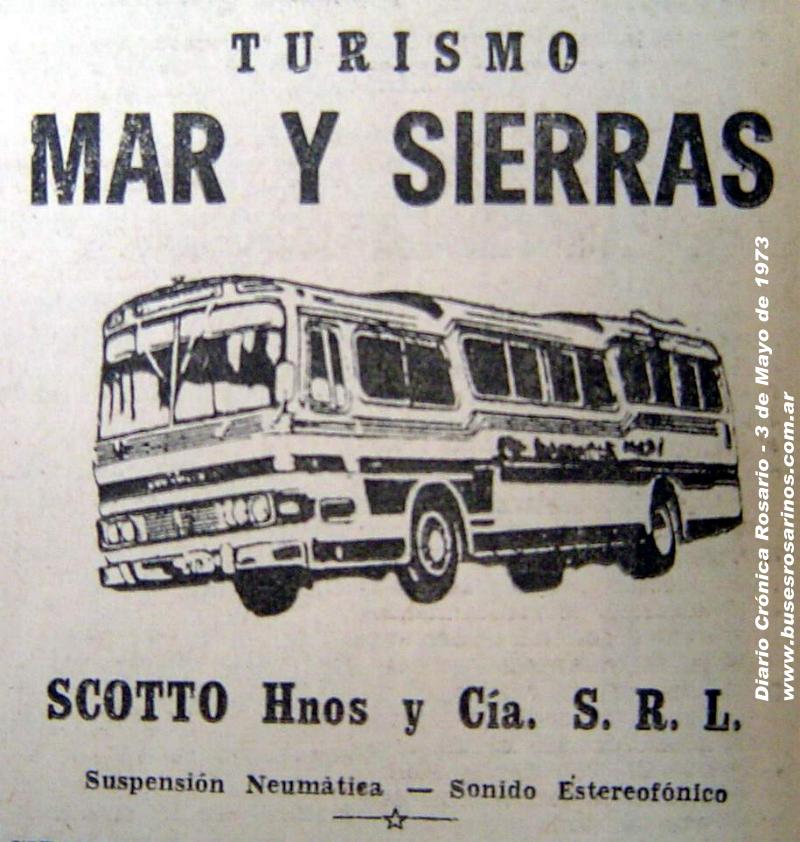 TURISMO
MAR Y SIERRAS
SCOTTO Hnos y Cía. S. R. L.
Suspensión Neumática — Sonido Estereofónico
Diario Crónica Rosario - 3 de Mayo de 1973
www.busesrosarinos.com.ar